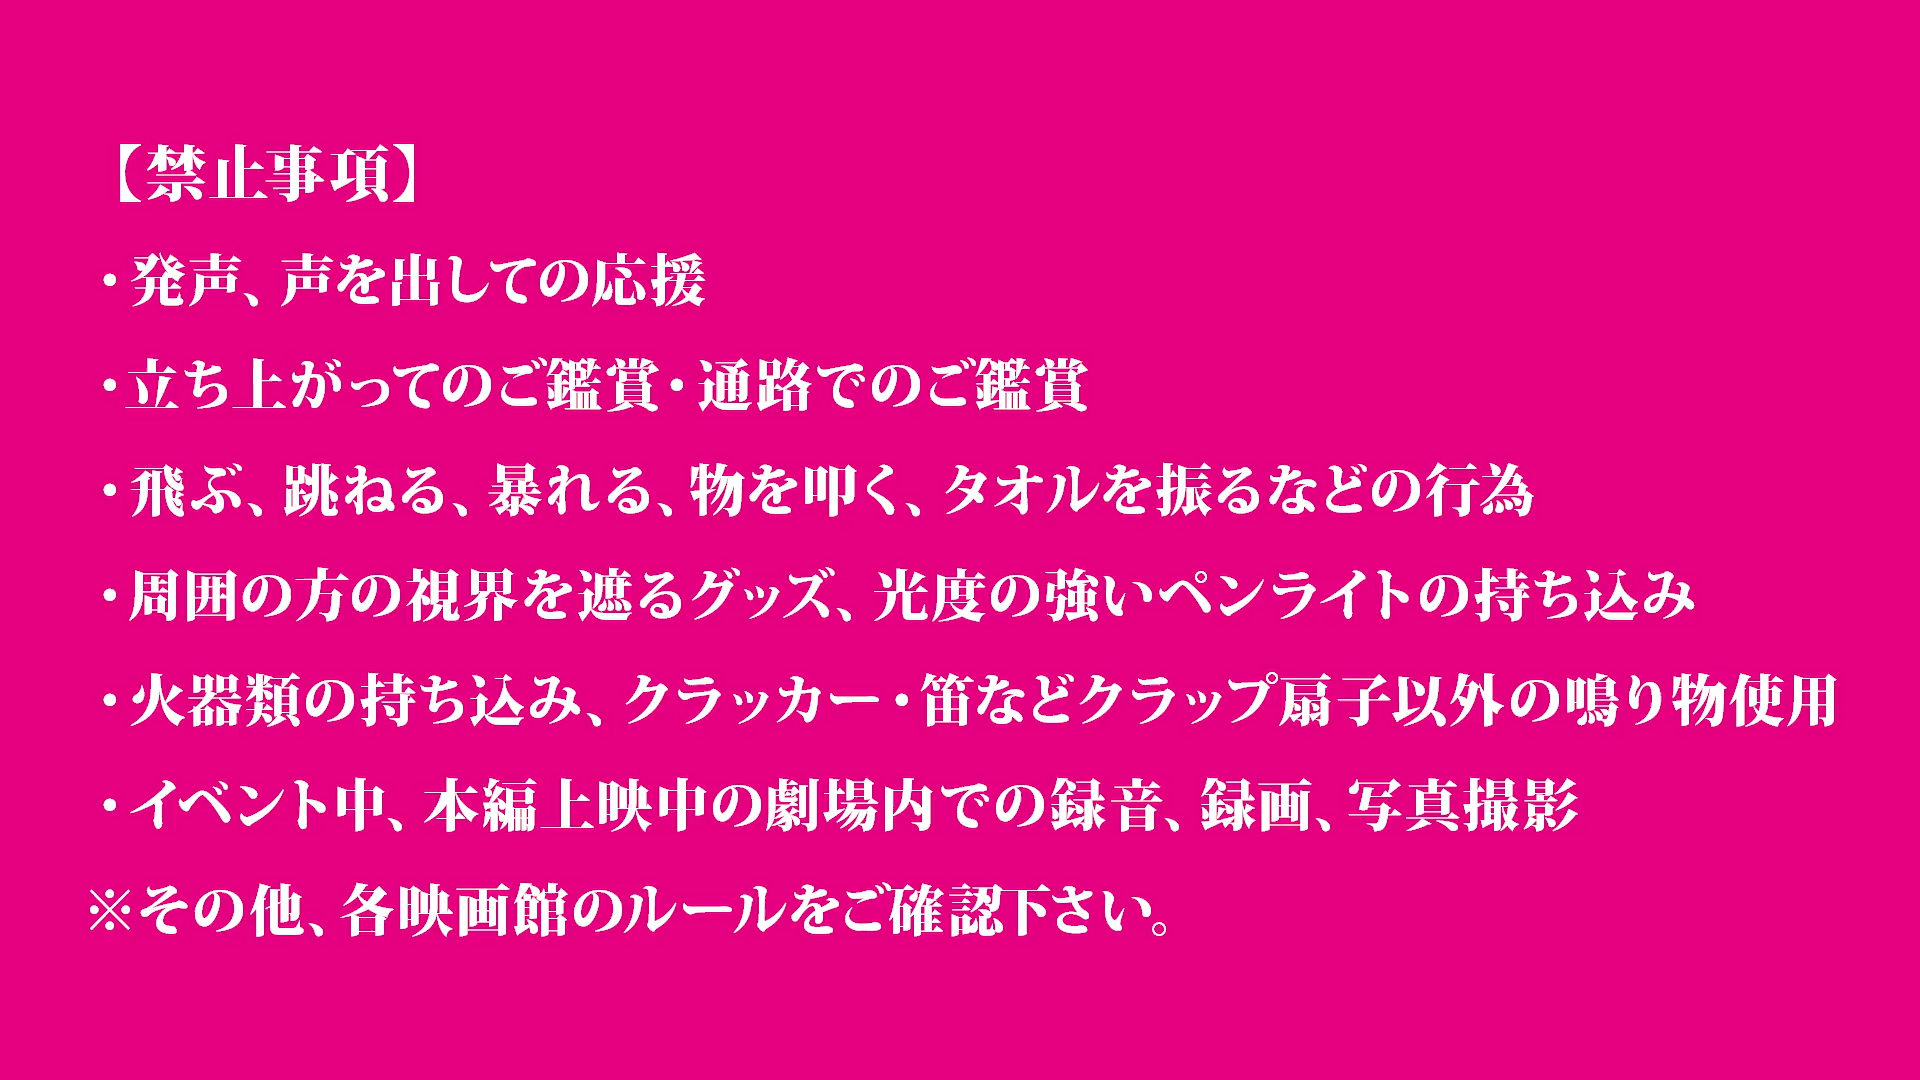 【禁止事項】
・発声、声を出しての応援
・立ち上がってのご鑑賞・通路でのご鑑賞
・飛ぶ、跳ねる、暴れる、物を叩く、タオルを振るなどの行為
・周囲の方の視界を遮るグッズ、光度の強いペンライトの持ち込み
・火器類の持ち込み、クラッカー・笛などクラップ扇子以外の鳴り物使用
・イベント中、本編上映中の劇場内での録音、録画、写真撮影
※その他、各映画館のルールをご確認下さい。